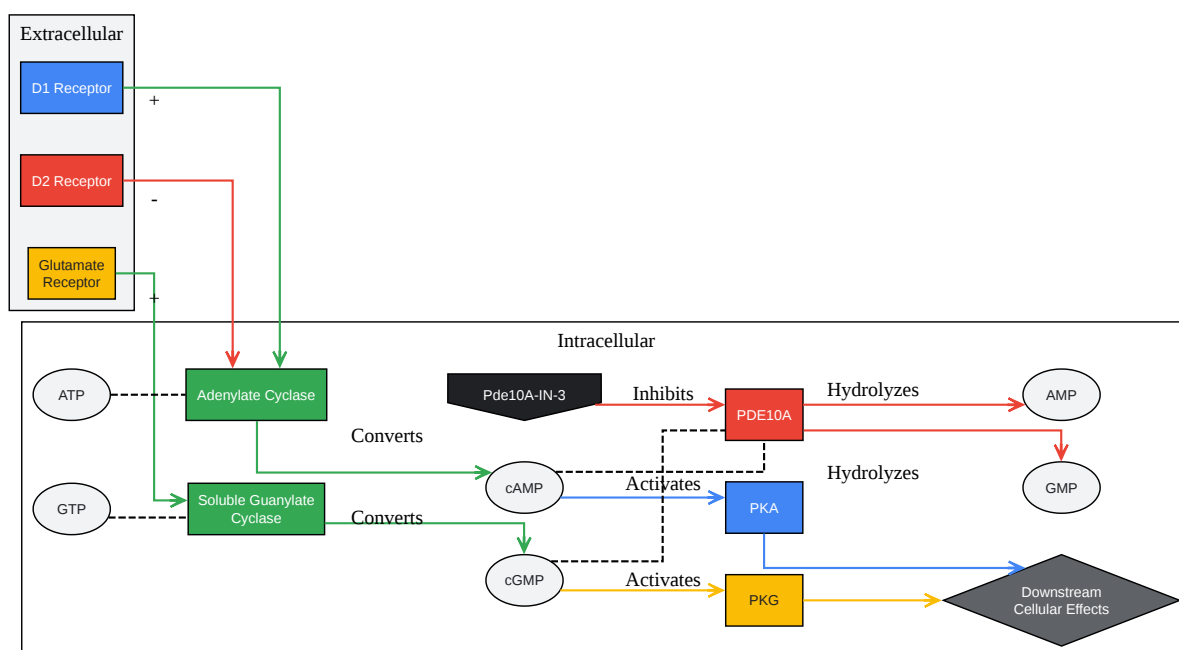 Extracellular
D1 Receptor
+
D2 Receptor
-
Glutamate
Receptor
+
Intracellular
ATP
Adenylate Cyclase
Pde10A-IN-3
Inhibits
PDE10A
Hydrolyzes
AMP
Converts
Hydrolyzes
cAMP
Activates
GMP
GTP
Soluble Guanylate
Cyclase
Converts
PKA
cGMP
Activates
PKG
Downstream
Cellular Effects